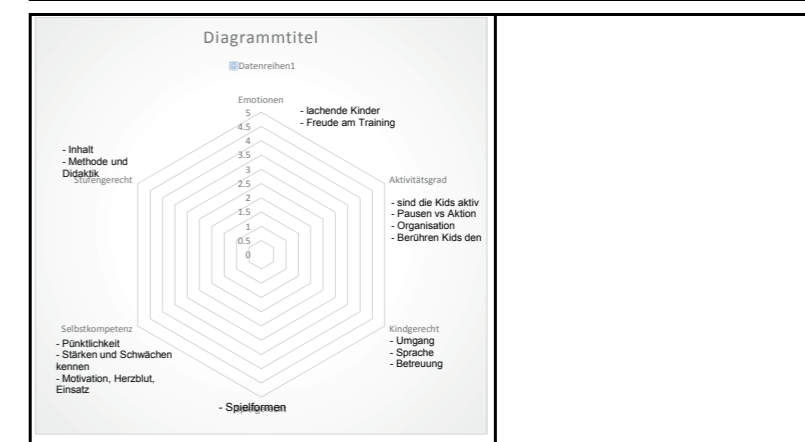 Diagrammtitel
Datenreihen1
Emotionen
- lachende Kinder
- Freude am Training
5
4.5
4
3.5
3
2.5
2
1.5
1
0.5
0
- Inhalt
- Methode und
Didaktik
Stufengerecht
Aktivitätsgrad
- sind die Kids aktiv
- Pausen vs Aktion
- Organisation
- Berühren Kids den
Selbstkompetenz
- Pünktlichkeit
- Stärken und Schwächen
kennen
- Motivation, Herzblut,
Einsatz
Kindgerecht
- Umgang
- Sprache
- Betreuung
- Spielformen